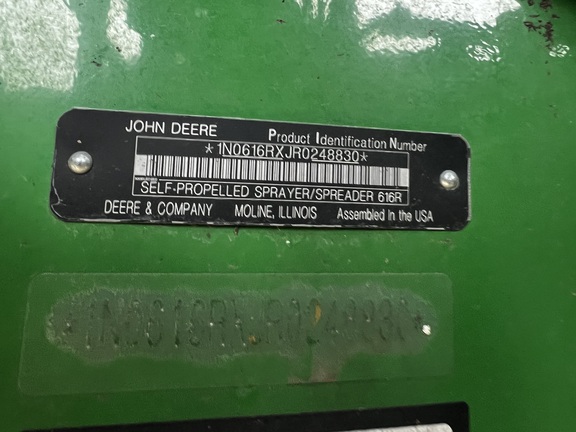 JOHN DEERE Product Identification Number
*1N0616RXJR0248830*
SELF-PROPELLED SPRAYER/SPREADER 616R
DEERE & COMPANY MOLINE, ILLINOIS Assembled in the USA
*1N0616RXJR0248830*